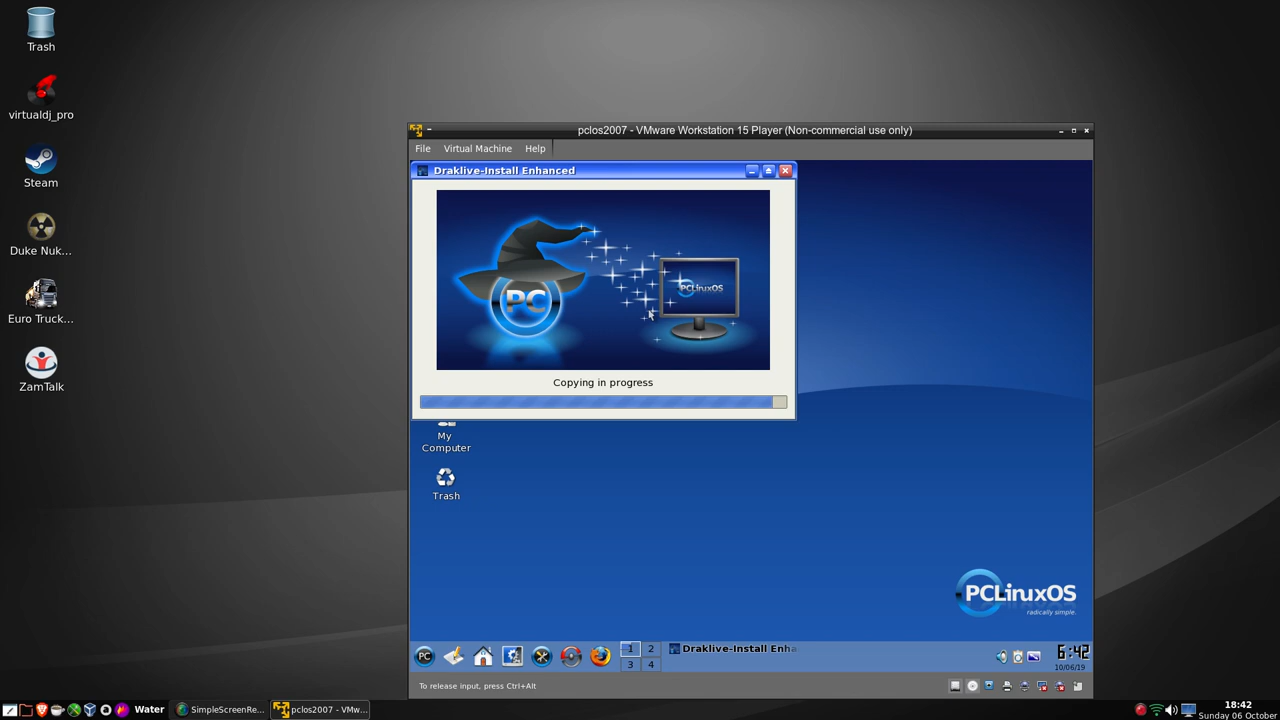 Trash
virtualdj_pro
Steam
Duke Nuk...
Euro Truck...
ZamTalk
pclos2007 - VMware Workstation 15 Player (Non-commercial use only)
File Virtual Machine Help
Draklive-Install Enhanced
PC
PCLinuxOS
Copying in progress
My
Computer
Trash
PCLinuxOS
radically simple.
PC
1 2
3 4
Draklive-Install Enha
6:42
10/06/19
To release input, press Ctrl+Alt
Water
SimpleScreenRe...
pclos2007 - VMw...
18:42
Sunday 06 October